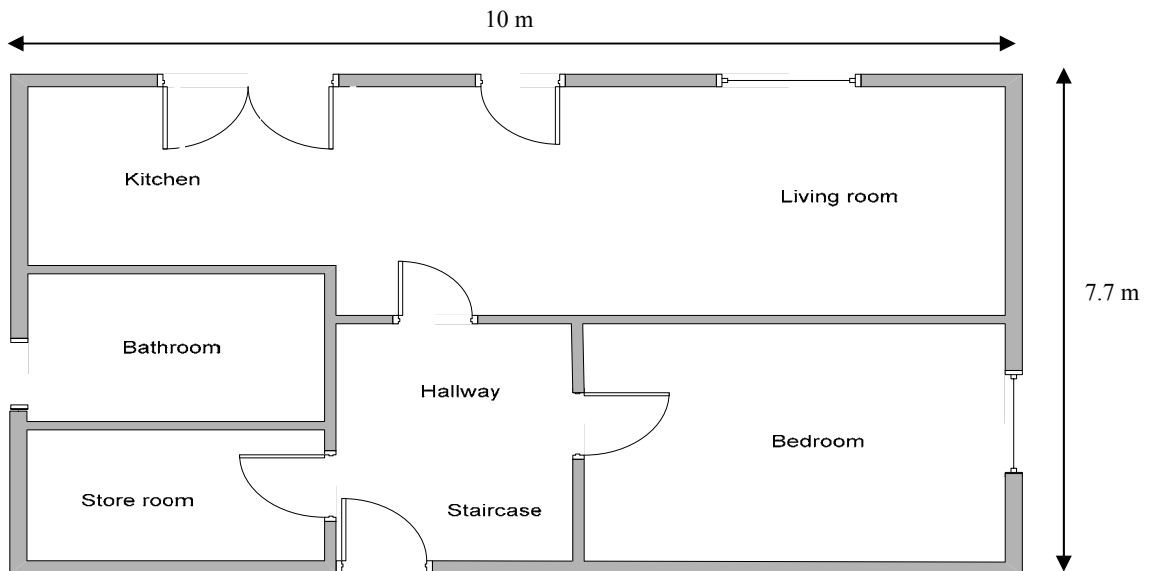 10 m
Kitchen
Living room
7.7 m
Bathroom
Hallway
Bedroom
Store room
Staircase